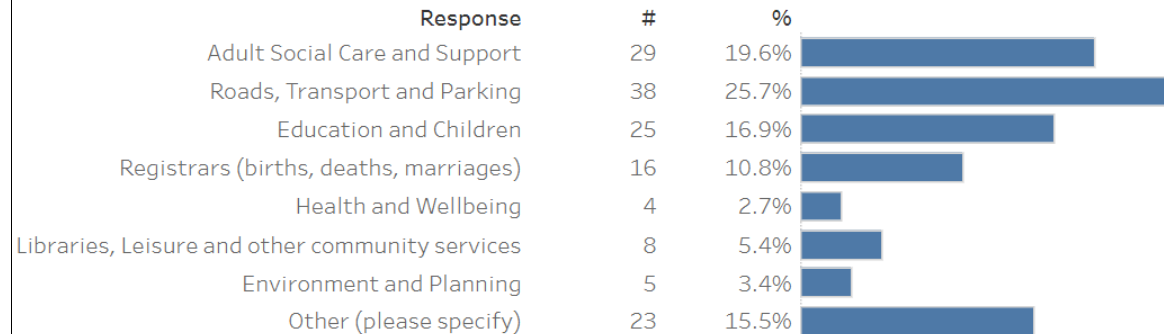 Response # %
Adult Social Care and Support 29 19.6%
Roads, Transport and Parking 38 25.7%
Education and Children 25 16.9%
Registrars (births, deaths, marriages) 16 10.8%
Health and Wellbeing 4 2.7%
Libraries, Leisure and other community services 8 5.4%
Environment and Planning 5 3.4%
Other (please specify) 23 15.5%